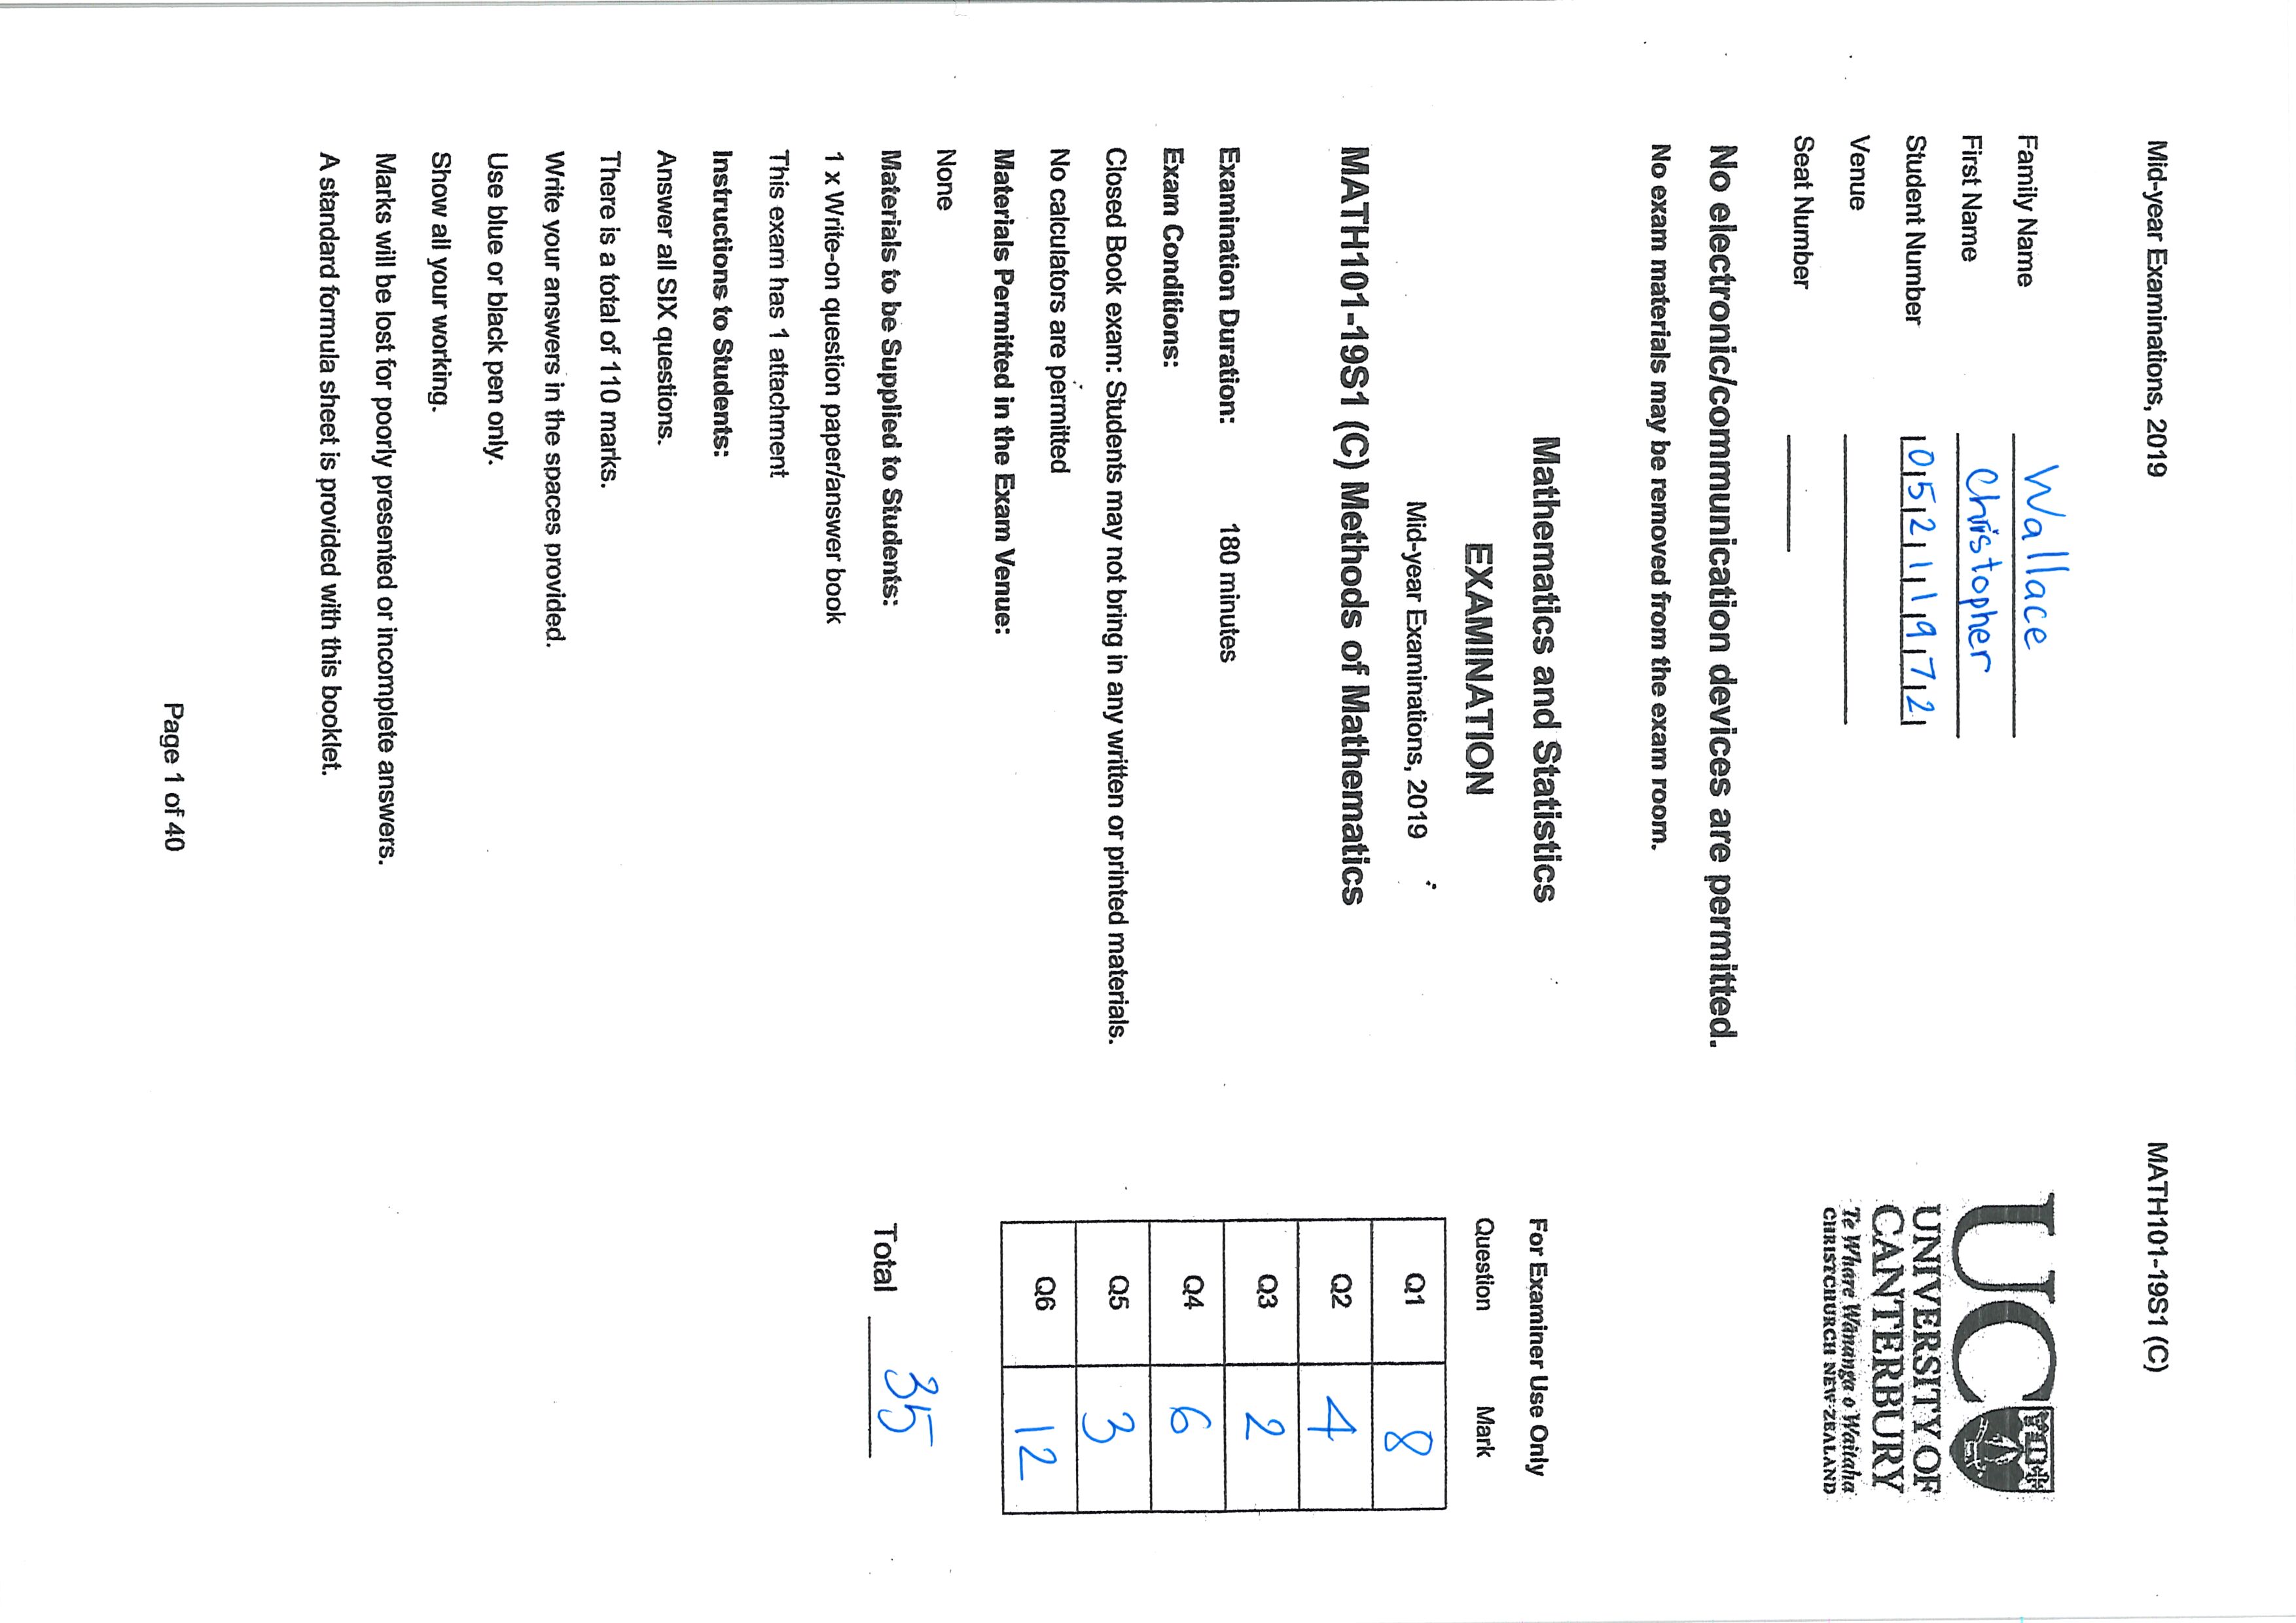 Mid-year Examinations, 2019 MATH101-19S1 (C)
Family Name Wallace
First Name Christopher
Student Number 05211972
Venue
Seat Number
UC
UNIVERSITY OF
CANTERBURY
Te Whare Wānanga o Waitaha
CHRISTCHURCH NEW ZEALAND
No electronic/communication devices are permitted.
No exam materials may be removed from the exam room.
Mathematics and Statistics
EXAMINATION
Mid-year Examinations, 2019
MATH101-19S1 (C) Methods of Mathematics
For Examiner Use Only
Question Mark
Q1 8
Q2 4
Q3 2
Q4 6
Q5 3
Q6 12
Total 35
Examination Duration: 180 minutes
Exam Conditions:
Closed Book exam: Students may not bring in any written or printed materials.
No calculators are permitted
Materials Permitted in the Exam Venue:
None
Materials to be Supplied to Students:
1 x Write-on question paper/answer book
This exam has 1 attachment
Instructions to Students:
Answer all SIX questions.
There is a total of 110 marks.
Write your answers in the spaces provided.
Use blue or black pen only.
Show all your working.
Marks will be lost for poorly presented or incomplete answers.
A standard formula sheet is provided with this booklet.
Page 1 of 40